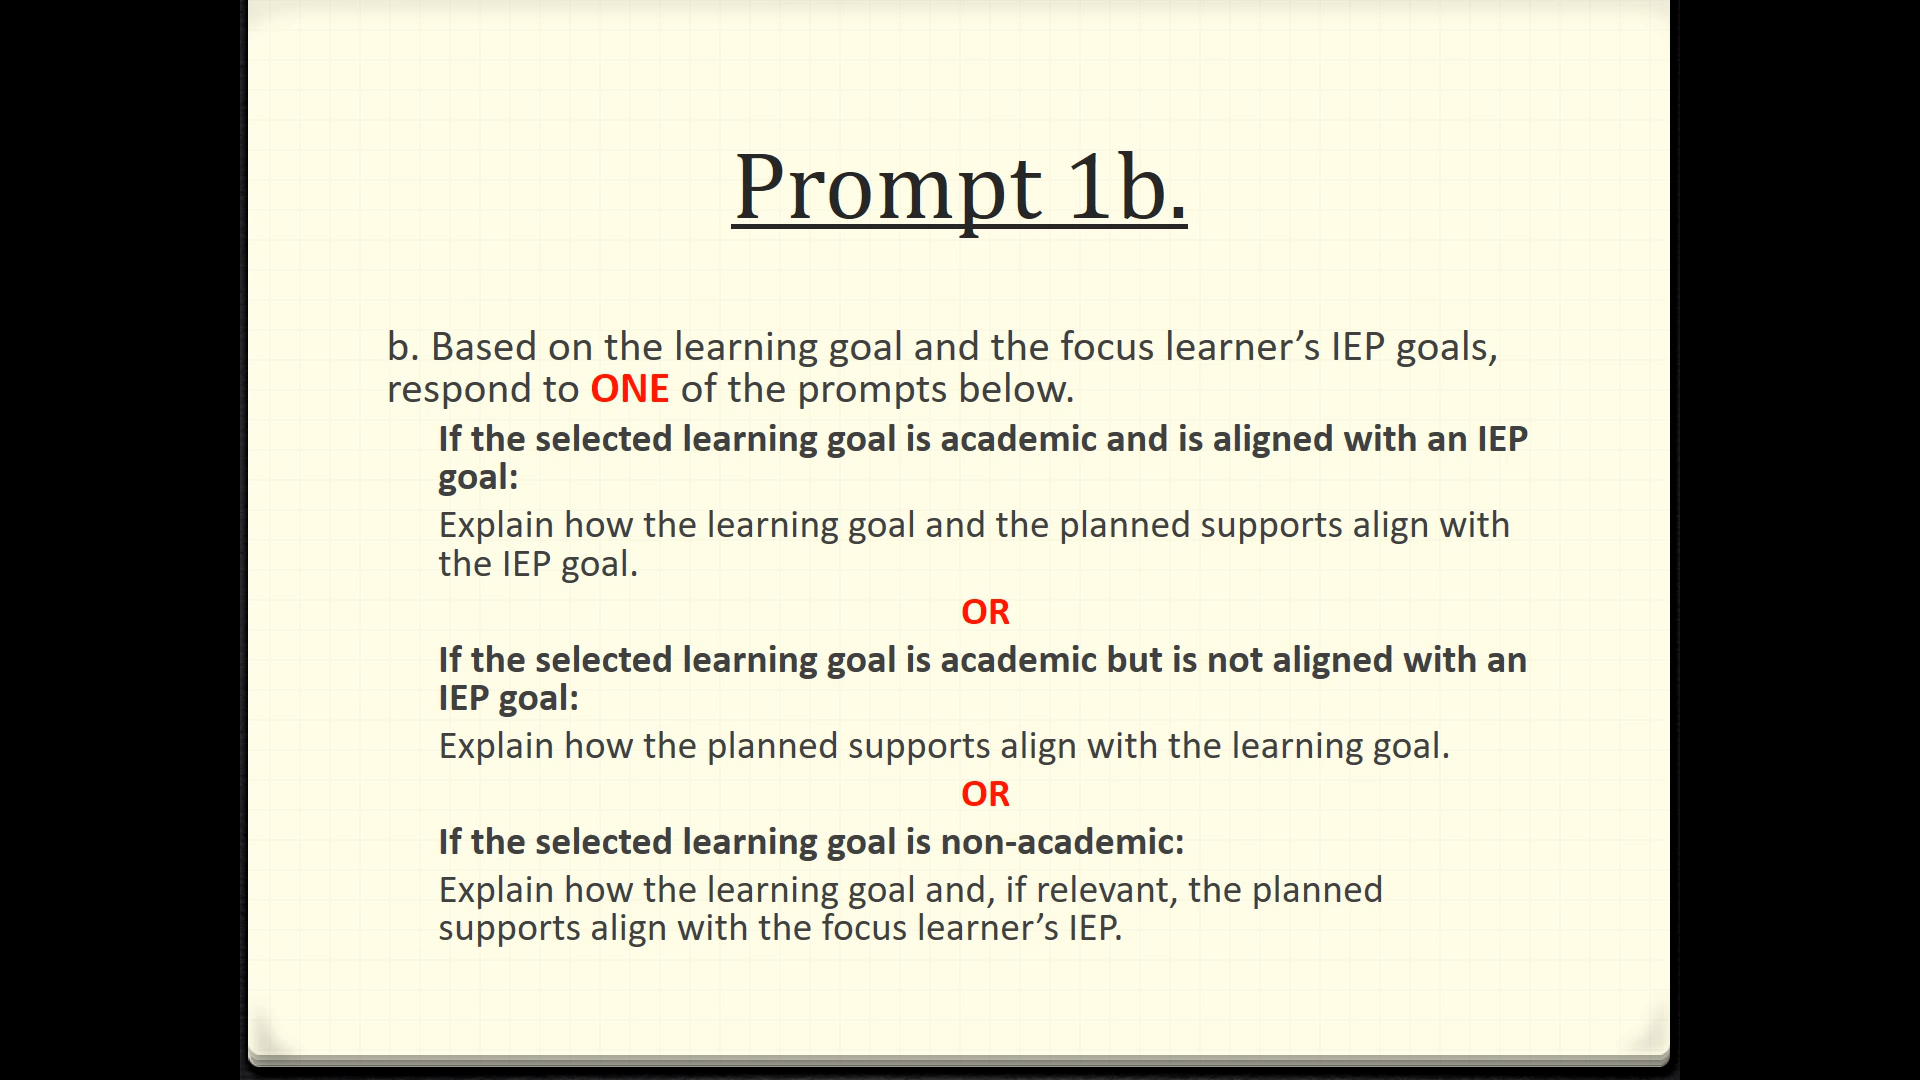 Prompt 1b.
b. Based on the learning goal and the focus learner’s IEP goals,
respond to ONE of the prompts below.
If the selected learning goal is academic and is aligned with an IEP
goal:
Explain how the learning goal and the planned supports align with
the IEP goal.
OR
If the selected learning goal is academic but is not aligned with an
IEP goal:
Explain how the planned supports align with the learning goal.
OR
If the selected learning goal is non-academic:
Explain how the learning goal and, if relevant, the planned
supports align with the focus learner’s IEP.